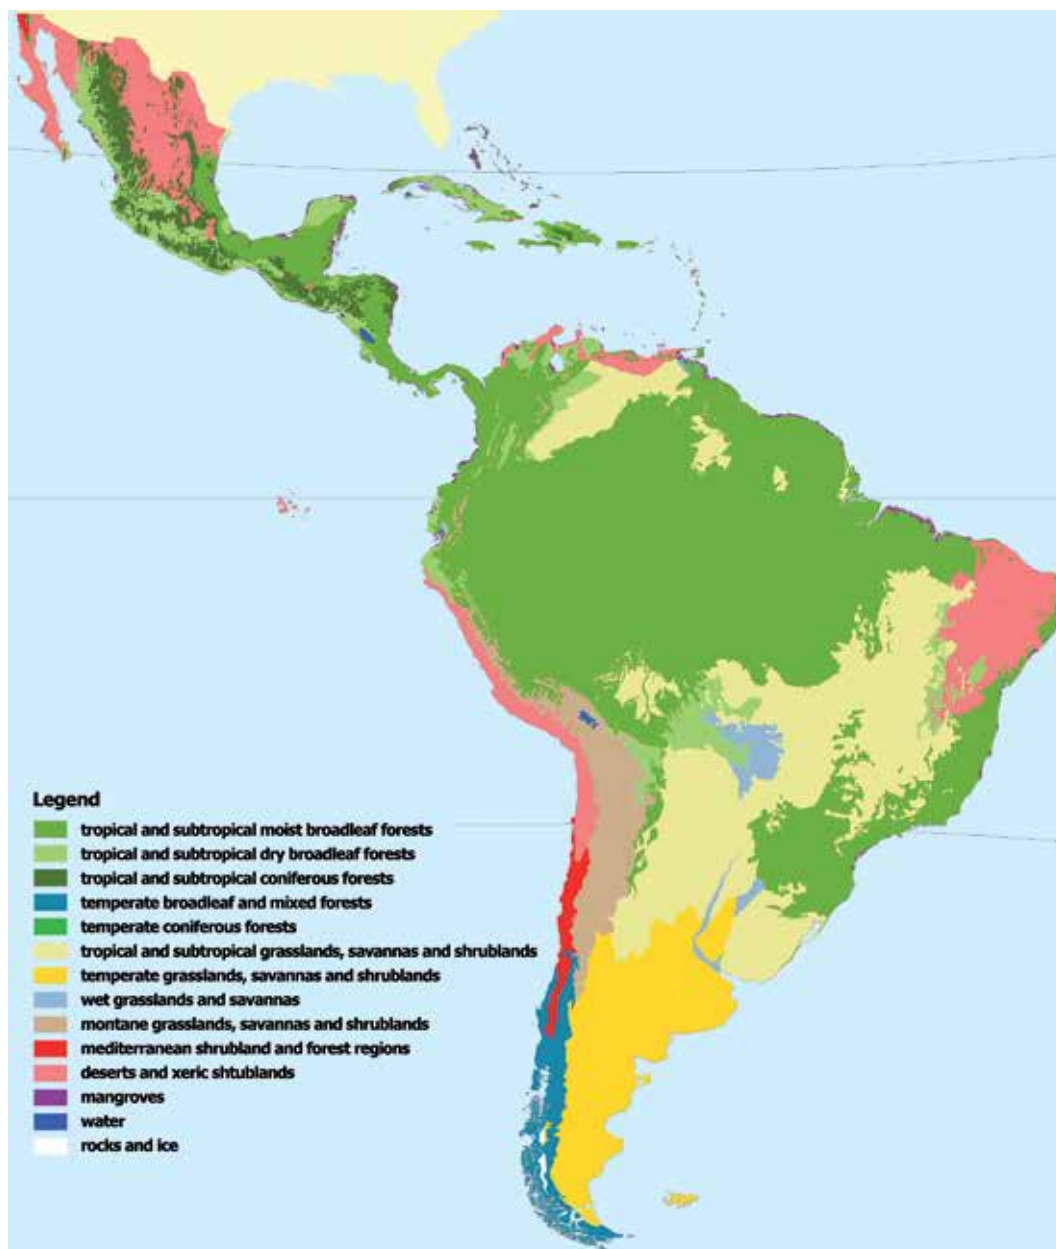 Legend
tropical and subtropical moist broadleaf forests
tropical and subtropical dry broadleaf forests
tropical and subtropical coniferous forests
temperate broadleaf and mixed forests
temperate coniferous forests
tropical and subtropical grasslands, savannas and shrublands
temperate grasslands, savannas and shrublands
wet grasslands and savannas
montane grasslands, savannas and shrublands
mediterranean shrubland and forest regions
deserts and xeric shtublands
mangroves
water
rocks and ice